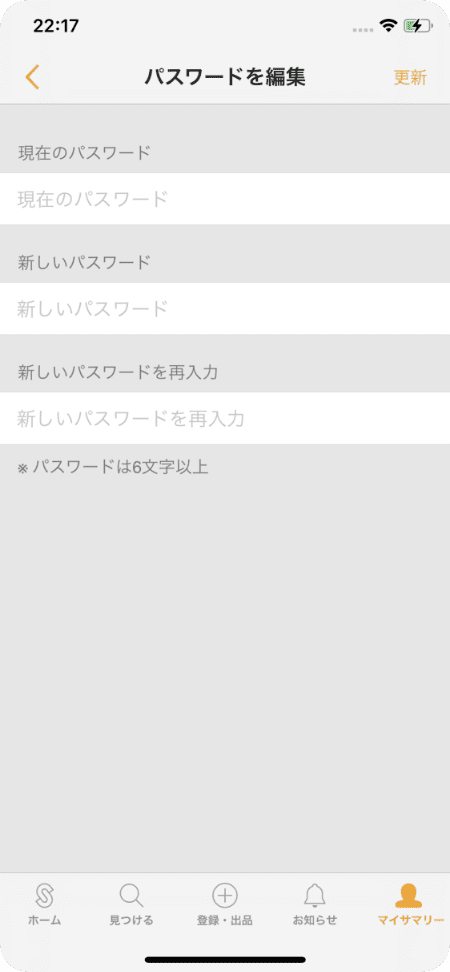 22:17
パスワードを編集
更新
現在のパスワード
現在のパスワード
新しいパスワード
新しいパスワード
新しいパスワードを再入力
新しいパスワードを再入力
※ パスワードは6文字以上
ホーム
見つける
登録・出品
お知らせ
マイサマリー